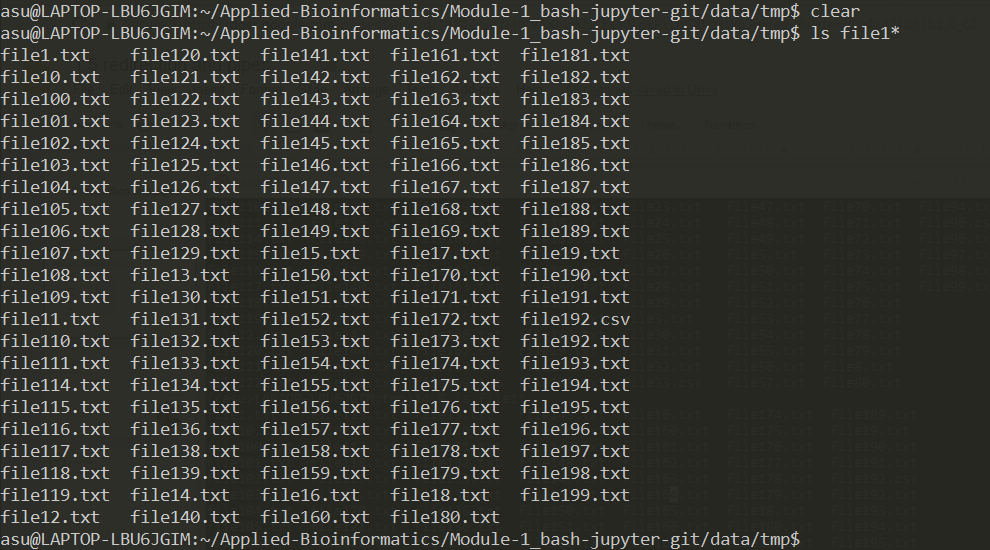 asu@LAPTOP-LBU6JGIM:~/Applied-Bioinformatics/Module-1_bash-jupyter-git/data/tmp$ clear
asu@LAPTOP-LBU6JGIM:~/Applied-Bioinformatics/Module-1_bash-jupyter-git/data/tmp$ ls file1*
file1.txt file120.txt file141.txt file161.txt file181.txt
file10.txt file121.txt file142.txt file162.txt file182.txt
file100.txt file122.txt file143.txt file163.txt file183.txt
file101.txt file123.txt file144.txt file164.txt file184.txt
file102.txt file124.txt file145.txt file165.txt file185.txt
file103.txt file125.txt file146.txt file166.txt file186.txt
file104.txt file126.txt file147.txt file167.txt file187.txt
file105.txt file127.txt file148.txt file168.txt file188.txt
file106.txt file128.txt file149.txt file169.txt file189.txt
file107.txt file129.txt file15.txt file17.txt file19.txt
file108.txt file13.txt file150.txt file170.txt file190.txt
file109.txt file130.txt file151.txt file171.txt file191.txt
file11.txt file131.txt file152.txt file172.txt file192.csv
file110.txt file132.txt file153.txt file173.txt file192.txt
file111.txt file133.txt file154.txt file174.txt file193.txt
file114.txt file134.txt file155.txt file175.txt file194.txt
file115.txt file135.txt file156.txt file176.txt file195.txt
file116.txt file136.txt file157.txt file177.txt file196.txt
file117.txt file138.txt file158.txt file178.txt file197.txt
file118.txt file139.txt file159.txt file179.txt file198.txt
file119.txt file14.txt file16.txt file18.txt file199.txt
file12.txt file140.txt file160.txt file180.txt
asu@LAPTOP-LBU6JGIM:~/Applied-Bioinformatics/Module-1_bash-jupyter-git/data/tmp$